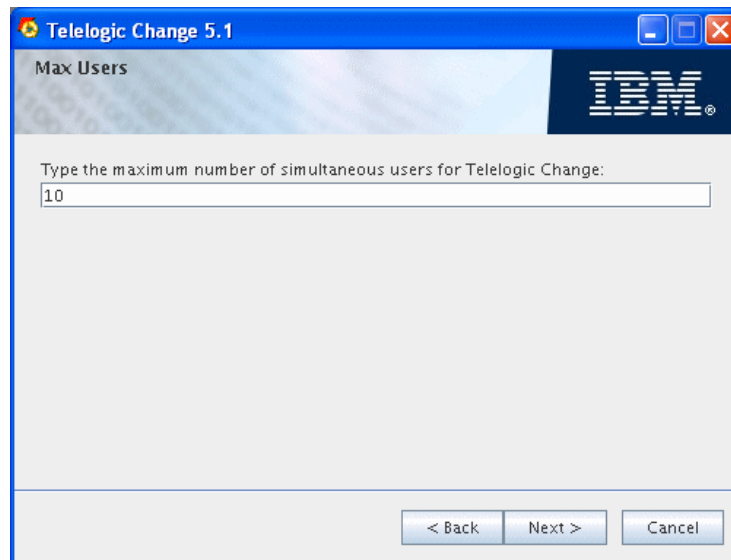 Telelogic Change 5.1
Max Users
IBM®
Type the maximum number of simultaneous users for Telelogic Change:
10
< Back
Next >
Cancel